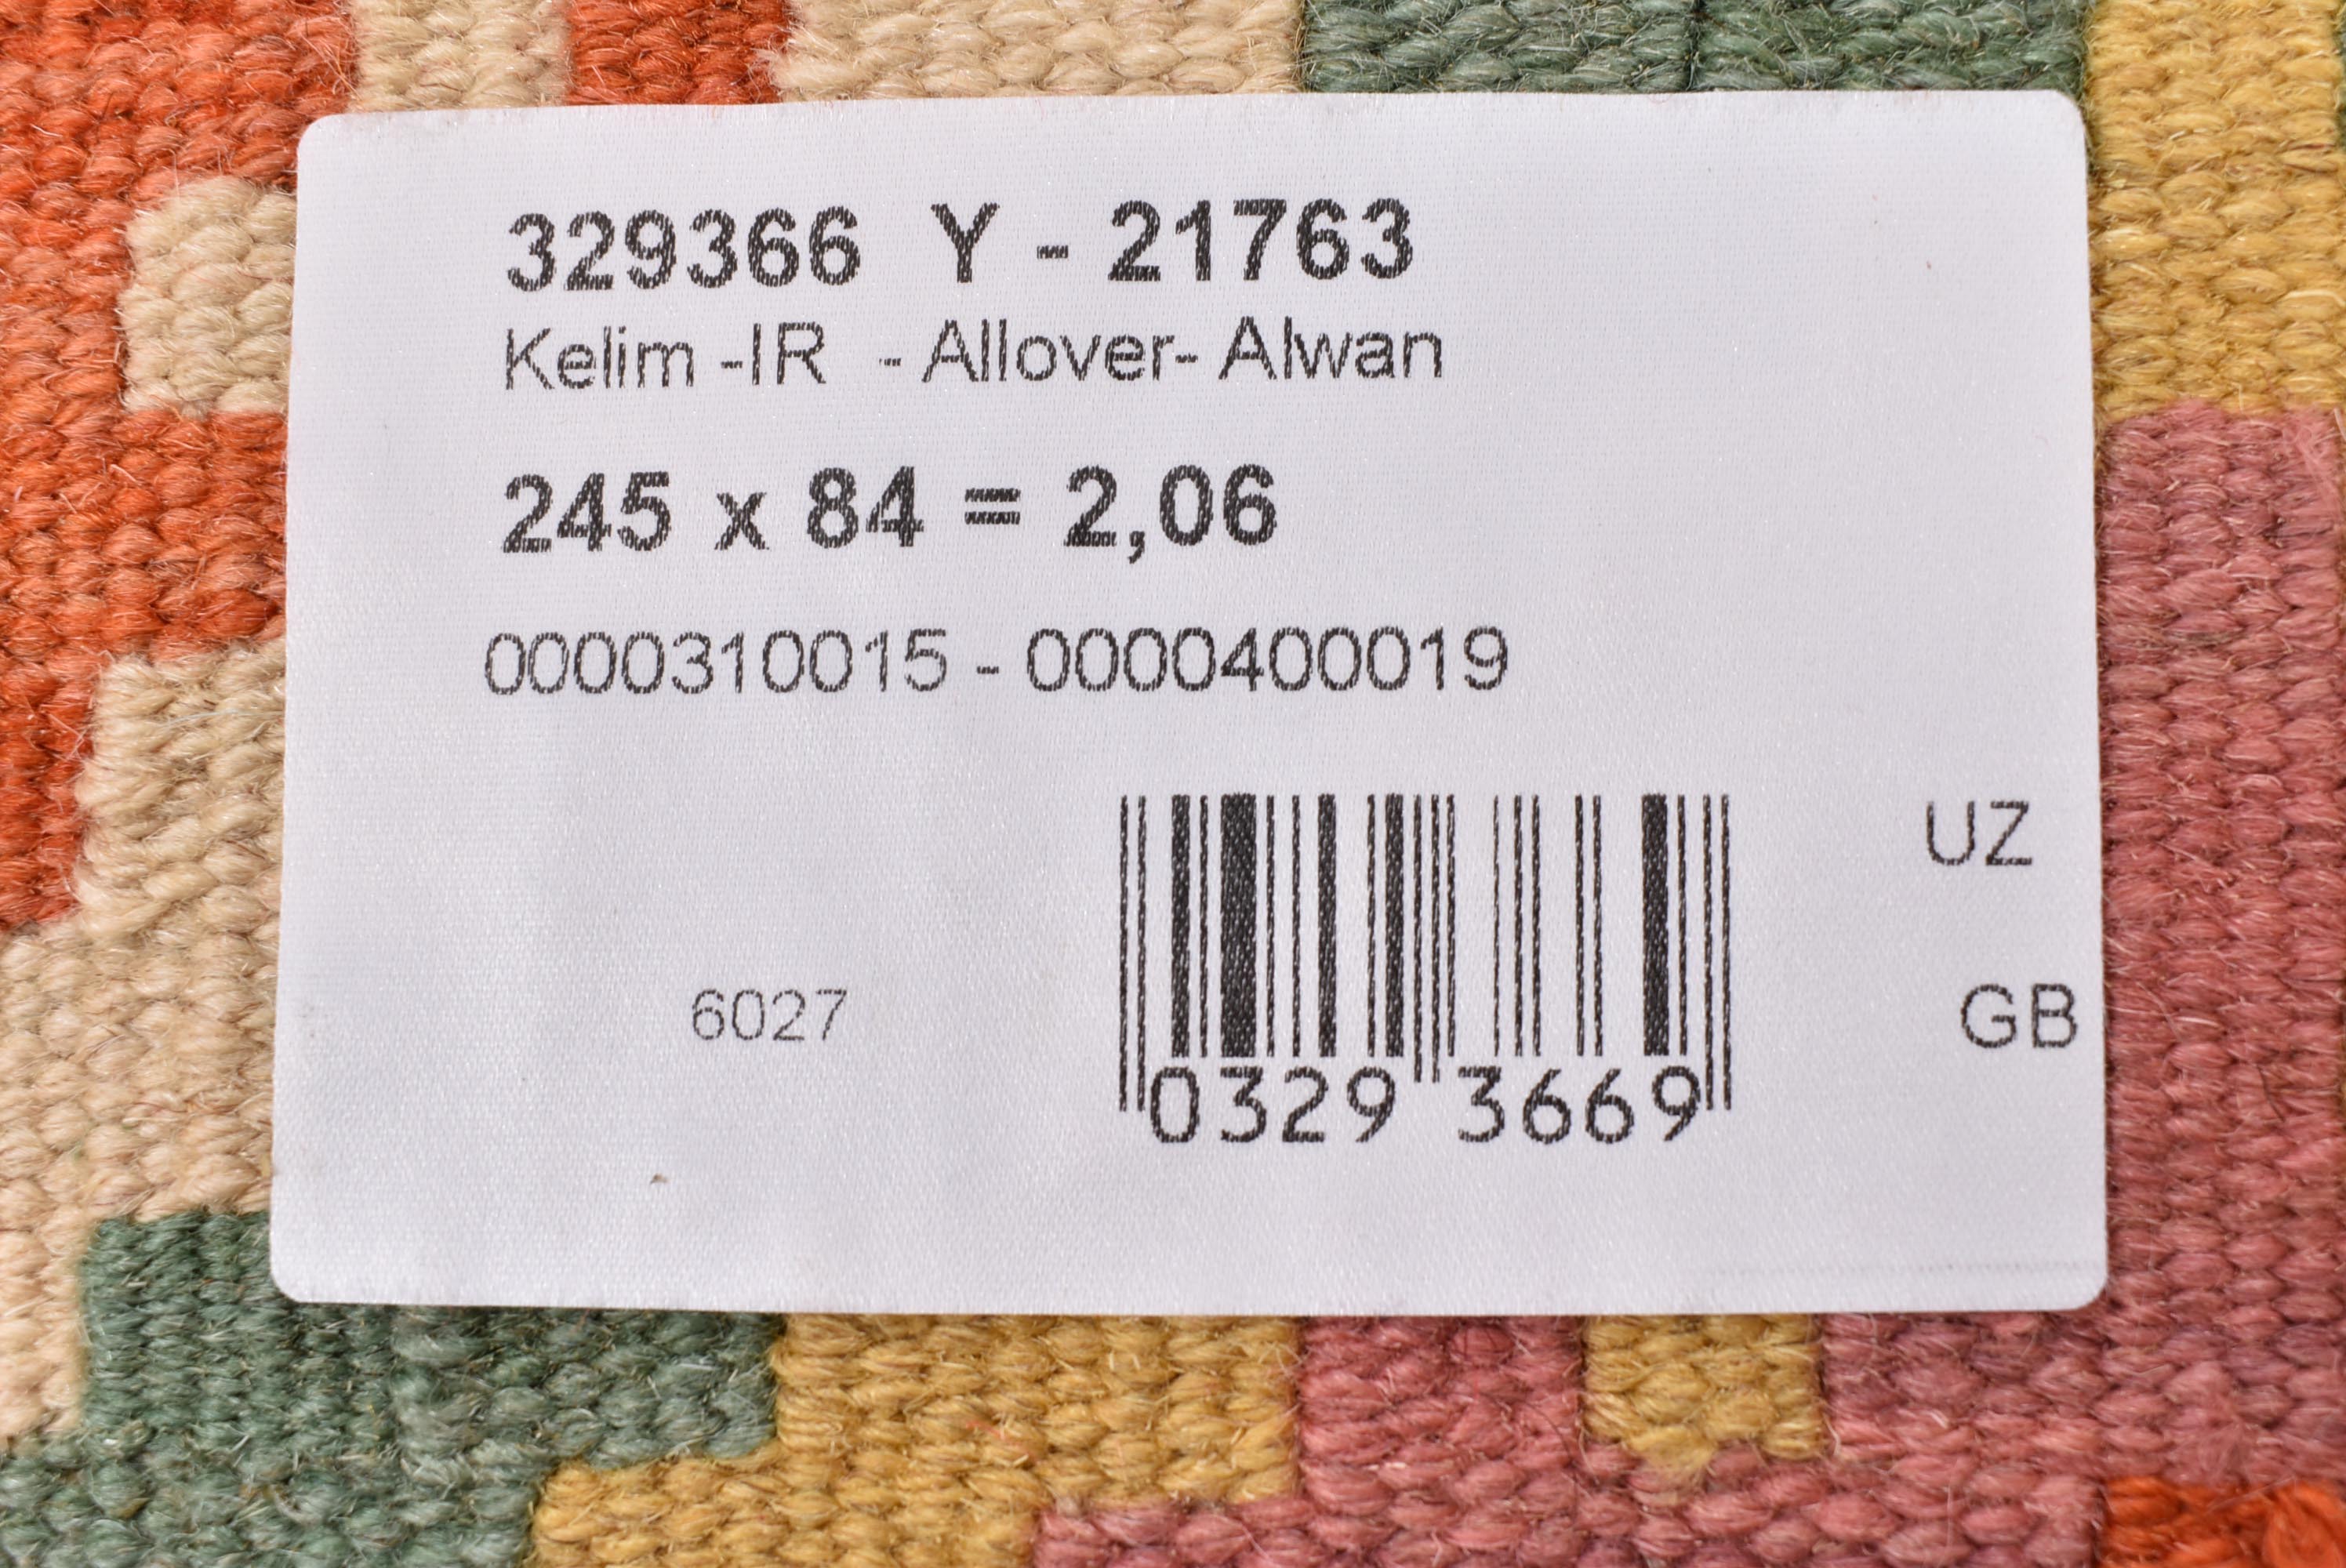 329366 Y - 21763
Kelim -IR - Allover- Alwan
245 x 84 = 2,06
0000310015 - 0000400019
UZ
6027
GB
0329 3669